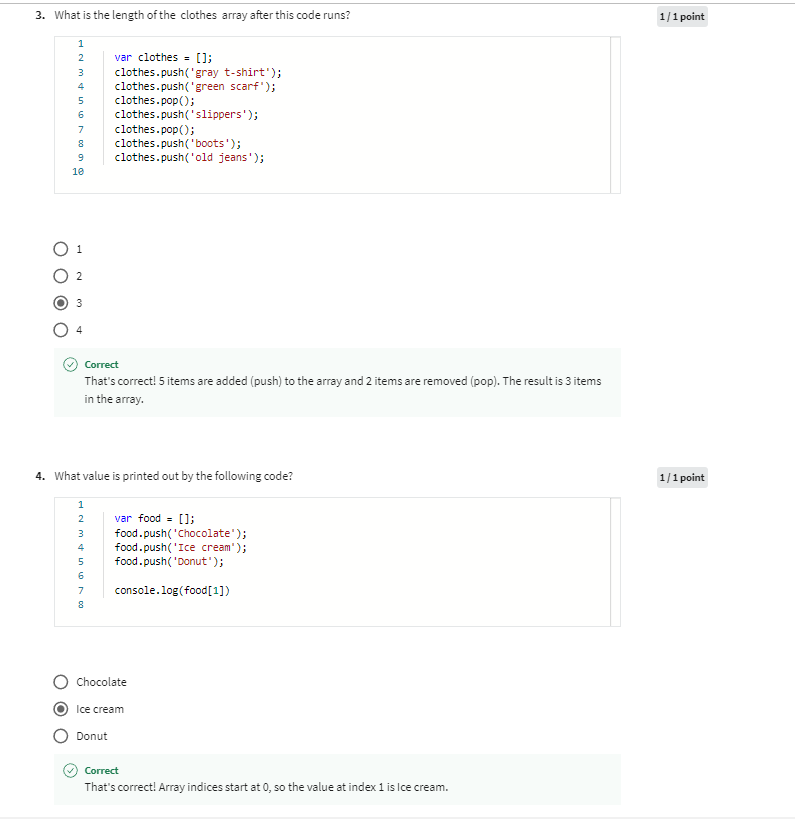 3. What is the length of the clothes array after this code runs?
1/1 point
1
2 var clothes = [];
3 clothes.push('gray t-shirt');
4 clothes.push('green scarf');
5 clothes.pop();
6 clothes.push('slippers');
7 clothes.pop();
8 clothes.push('boots');
9 clothes.push('old jeans');
10
1
2
3
4
Correct
That's correct! 5 items are added (push) to the array and 2 items are removed (pop). The result is 3 items
in the array.
4. What value is printed out by the following code?
1/1 point
1
2 var food = [];
3 food.push('Chocolate');
4 food.push('Ice cream');
5 food.push('Donut');
6
7 console.log(food[1])
8
Chocolate
Ice cream
Donut
Correct
That's correct! Array indices start at 0, so the value at index 1 is Ice cream.